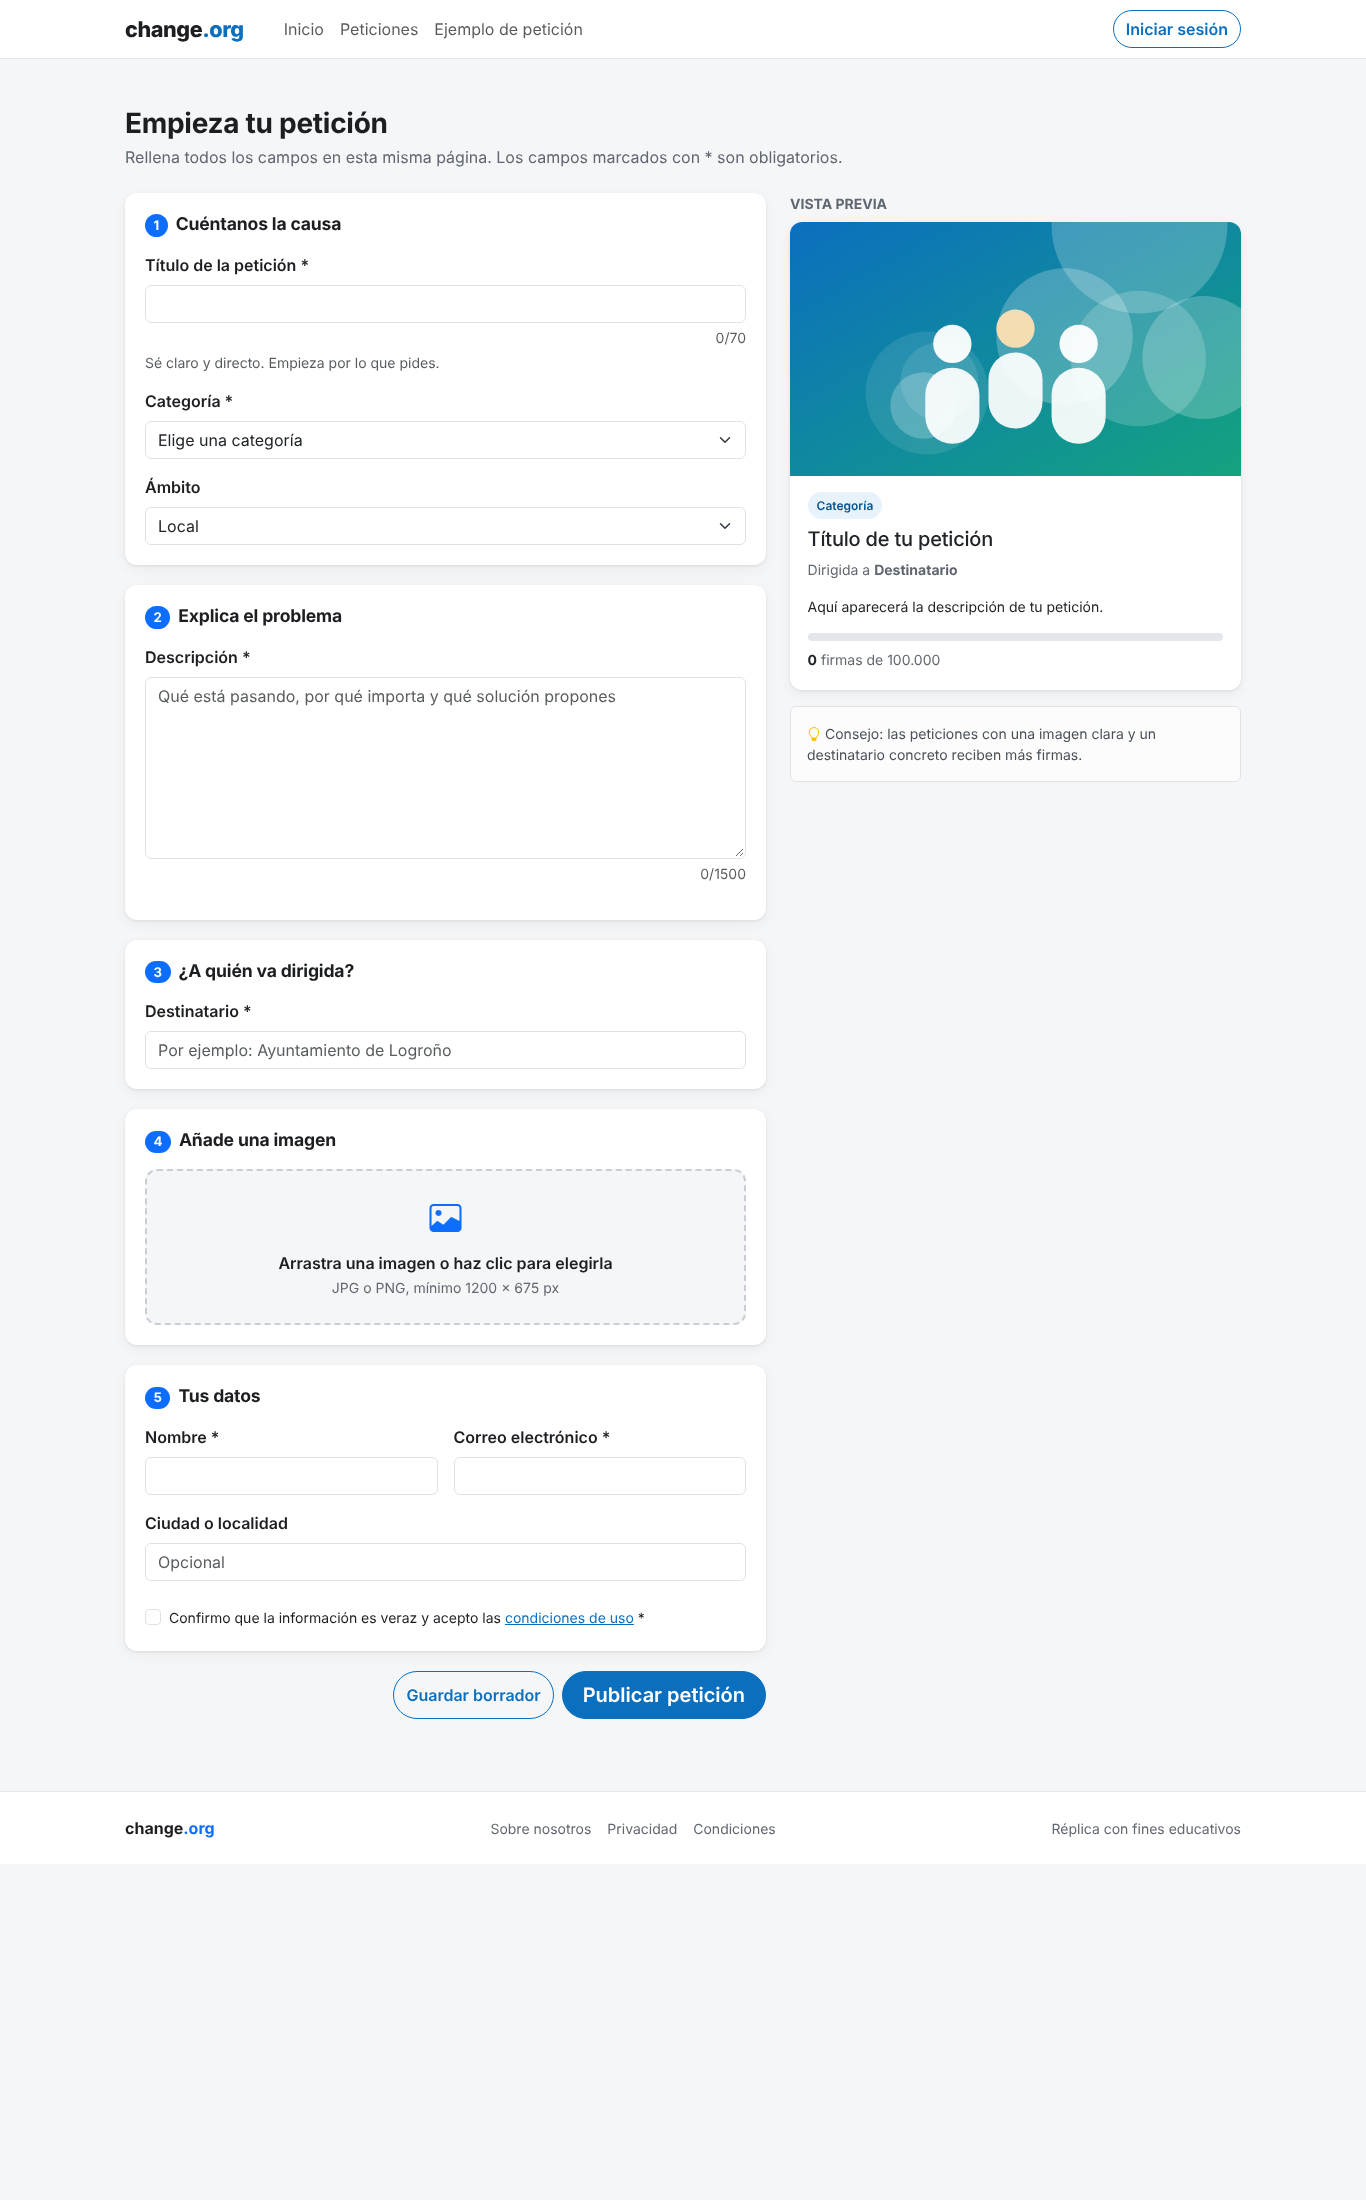 change.org
Inicio
Peticiones
Ejemplo de petición
Iniciar sesión
Empieza tu petición
Rellena todos los campos en esta misma página. Los campos marcados con * son obligatorios.
1 Cuéntanos la causa
Título de la petición *
0/70
Sé claro y directo. Empieza por lo que pides.
Categoría *
Elige una categoría
Ámbito
Local
2 Explica el problema
Descripción *
Qué está pasando, por qué importa y qué solución propones
0/1500
3 ¿A quién va dirigida?
Destinatario *
Por ejemplo: Ayuntamiento de Logroño
4 Añade una imagen
Arrastra una imagen o haz clic para elegirla
JPG o PNG, mínimo 1200 × 675 px
5 Tus datos
Nombre *
Correo electrónico *
Ciudad o localidad
Opcional
Confirmo que la información es veraz y acepto las condiciones de uso *
Guardar borrador
Publicar petición
VISTA PREVIA
Categoría
Título de tu petición
Dirigida a Destinatario
Aquí aparecerá la descripción de tu petición.
0 firmas de 100.000
Consejo: las peticiones con una imagen clara y un
destinatario concreto reciben más firmas.
change.org
Sobre nosotros
Privacidad
Condiciones
Réplica con fines educativos